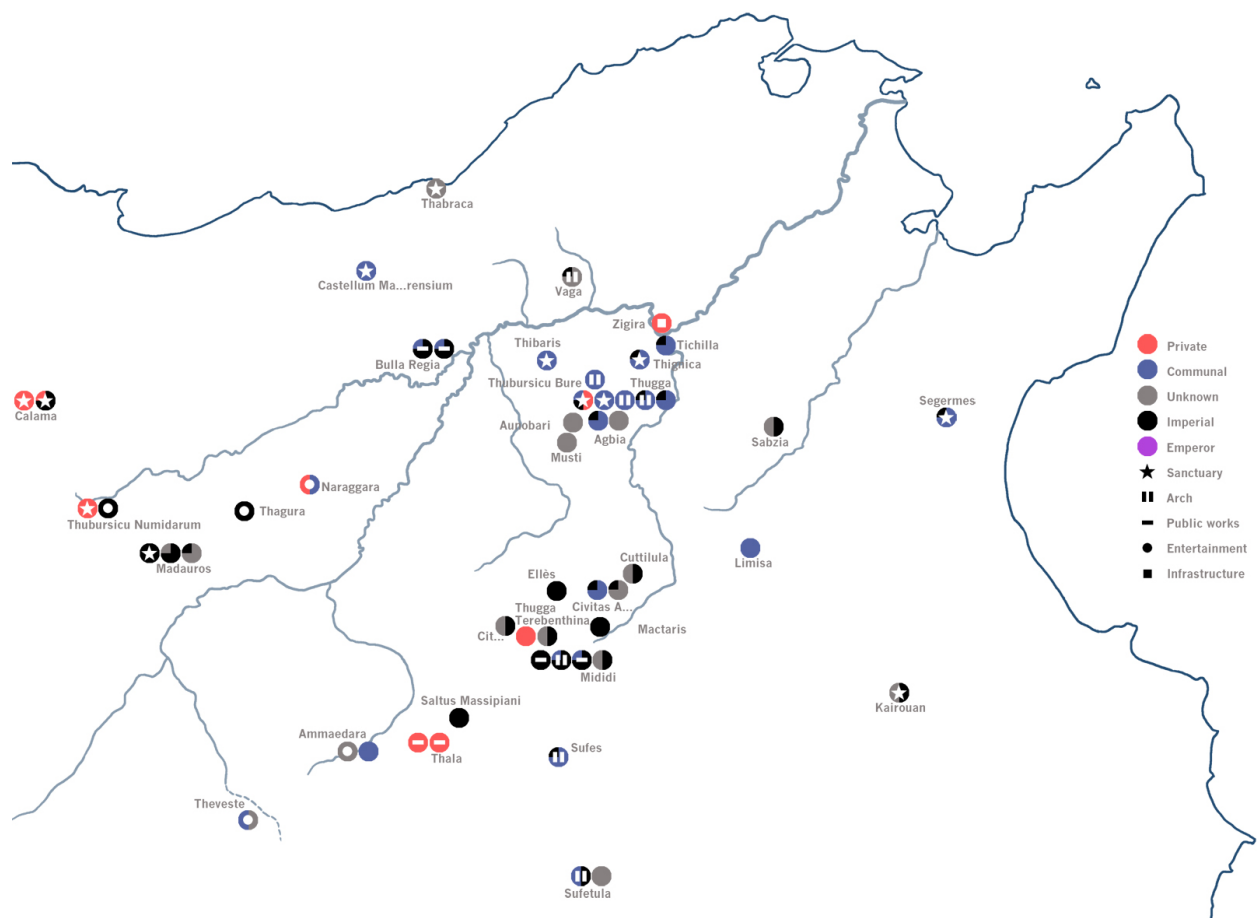 Thabraca
Castellum Ma...rensium
Vaga
Zigira
Tichilla
Bulla Regia
Thibaris
Thignica
Thubursicu Bure
Thugga
Calama
Segermes
Aunobari
Agbia
Sabzia
Musti
Naraggara
Thubursicu Numidarum
Thagura
Madauros
Limisa
Cuttilula
Ellès
Civitas A...
Thugga
Terebenthina
Cit...
Mactaris
Mididi
Kairouan
Saltus Massipiani
Ammaedara
Thala
Sufes
Theveste
Sufetula
Private
Communal
Unknown
Imperial
Emperor
Sanctuary
Arch
Public works
Entertainment
Infrastructure